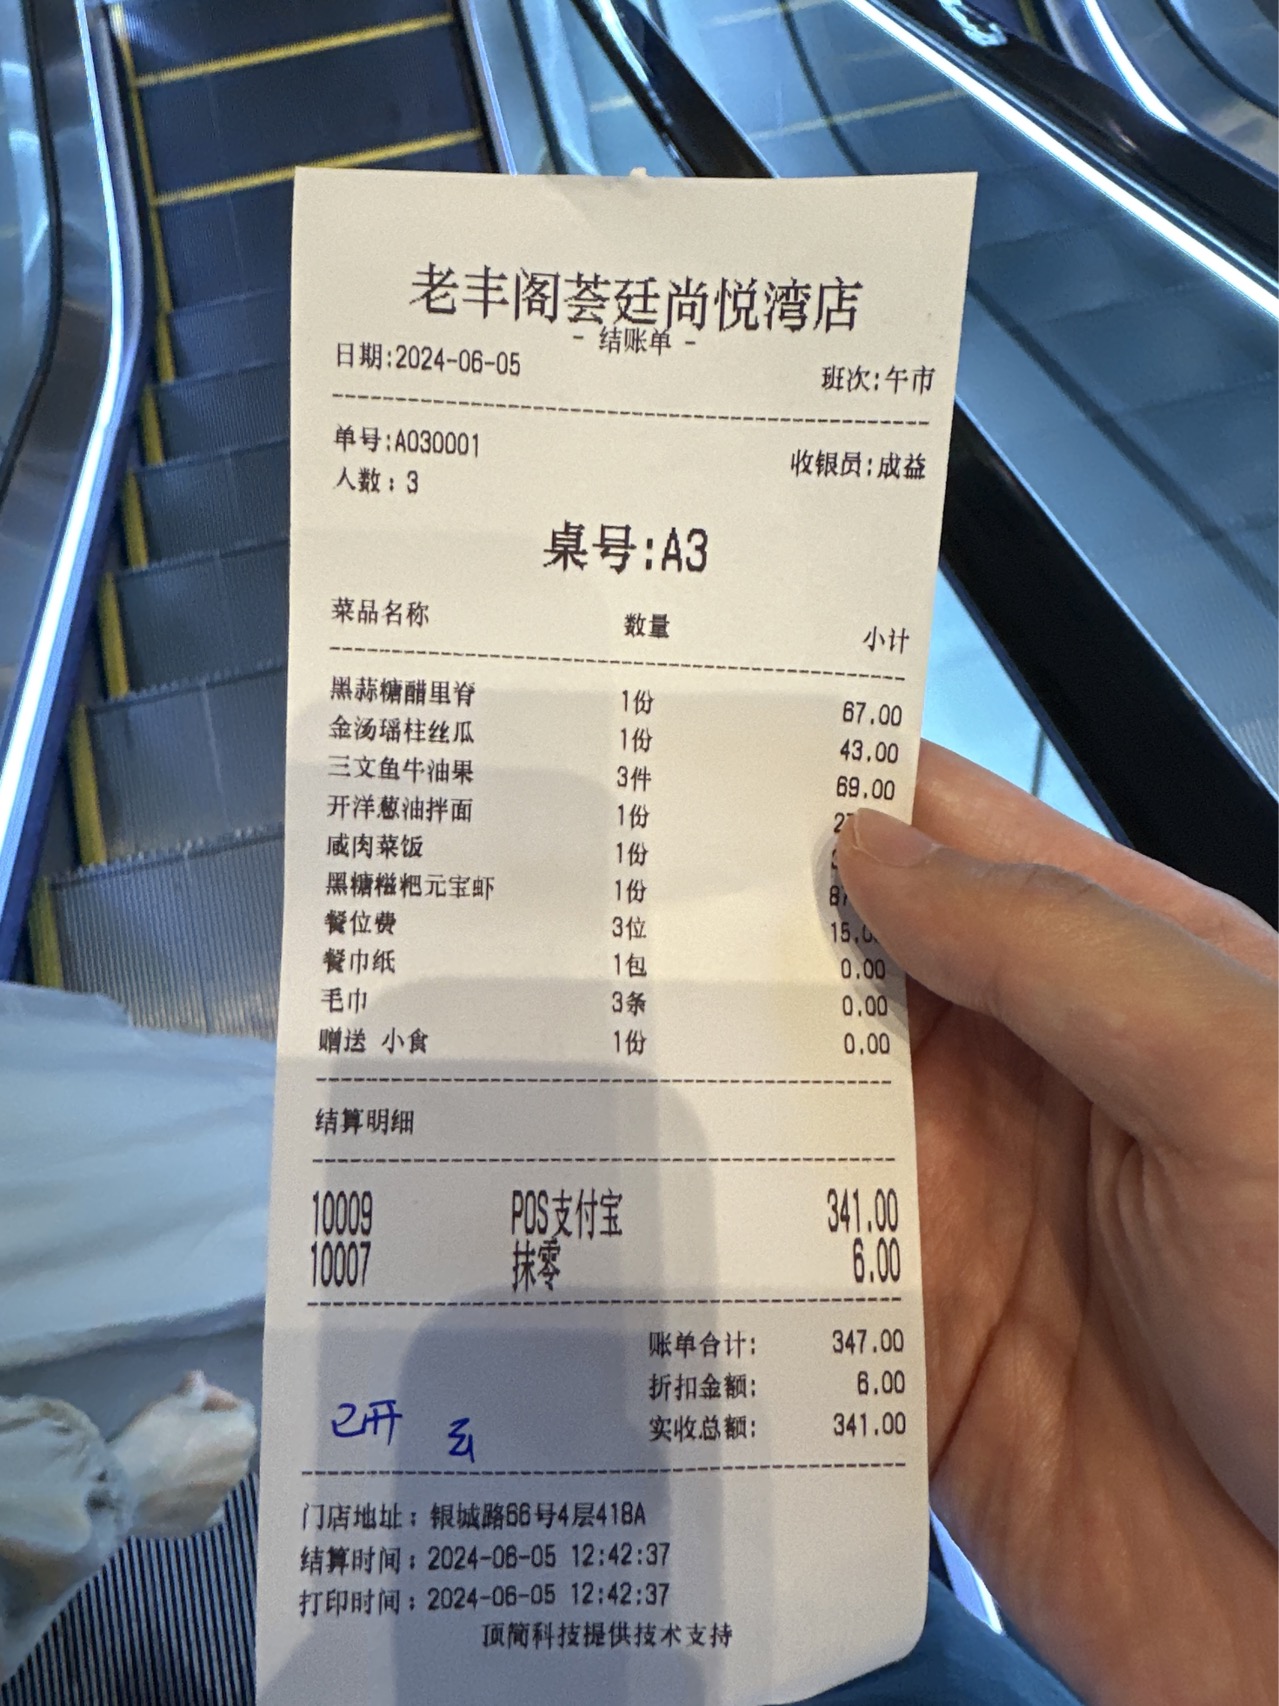 老丰阁荟廷尚悦湾店
- 结账单 -
日期:2024-06-05 班次:午市
单号:A030001 收银员:成益
人数：3
桌号:A3
菜品名称 数量 小计
黑蒜糖醋里脊 1份 67.00
金汤瑶柱丝瓜 1份 43.00
三文鱼牛油果 3件 69.00
开洋葱油拌面 1份
咸肉菜饭 1份
黑糖糍粑元宝虾 1份
餐位费 3位
餐巾纸 1包 0.00
毛巾 3条 0.00
赠送 小食 1份 0.00
结算明细
10009 POS支付宝 341.00
10007 抹零 6.00
账单合计: 347.00
折扣金额: 6.00
实收总额: 341.00
已开
门店地址：银城路66号4层418A
结算时间：2024-06-05 12:42:37
打印时间：2024-06-05 12:42:37
顶简科技提供技术支持